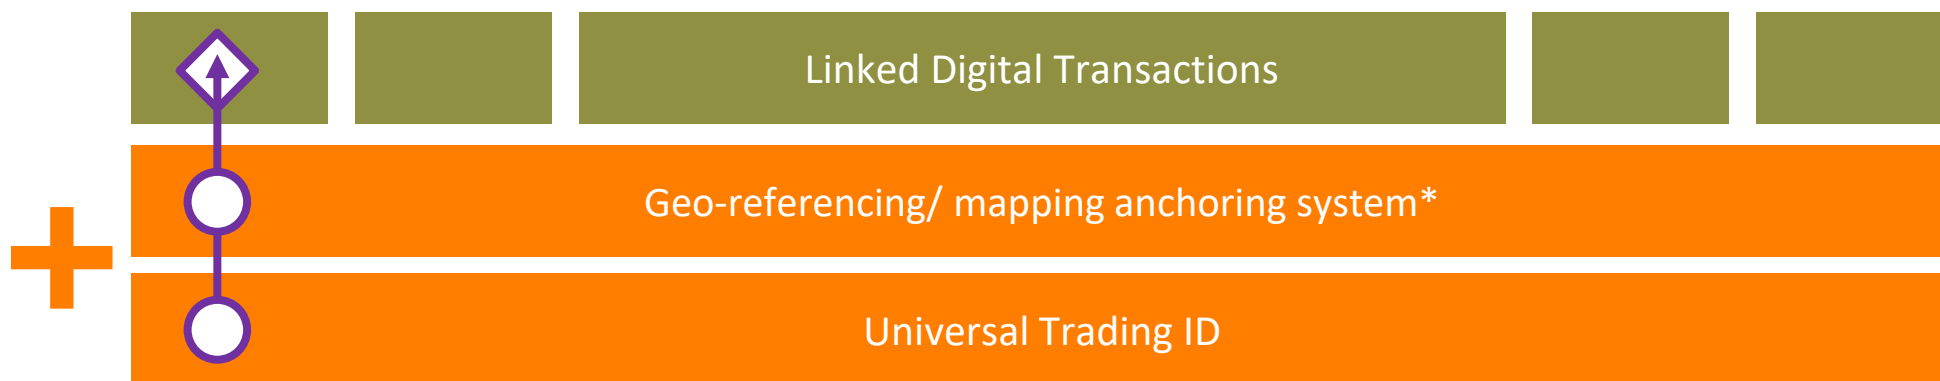 Linked Digital Transactions
Geo-referencing/ mapping anchoring system*
Universal Trading ID